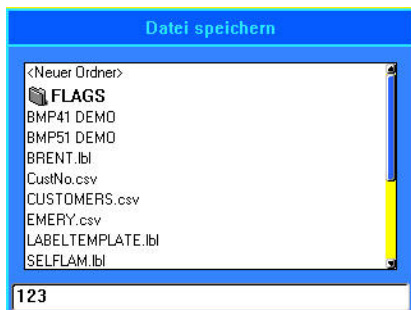 Datei speichern
<Neuer Ordner>
FLAGS
BMP41 DEMO
BMP51 DEMO
BRENT.lbl
CustNo.csv
CUSTOMERS.csv
EMERY.csv
LABELTEMPLATE.lbl
SELFLAM.lbl
123